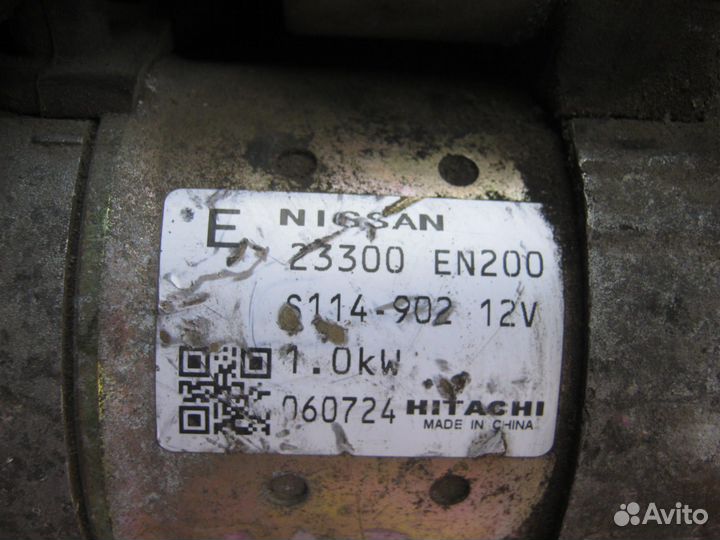 E NISSAN
23300 EN200
S114-902 12V
1.0kW
060724 HITACHI
MADE IN CHINA
Avito